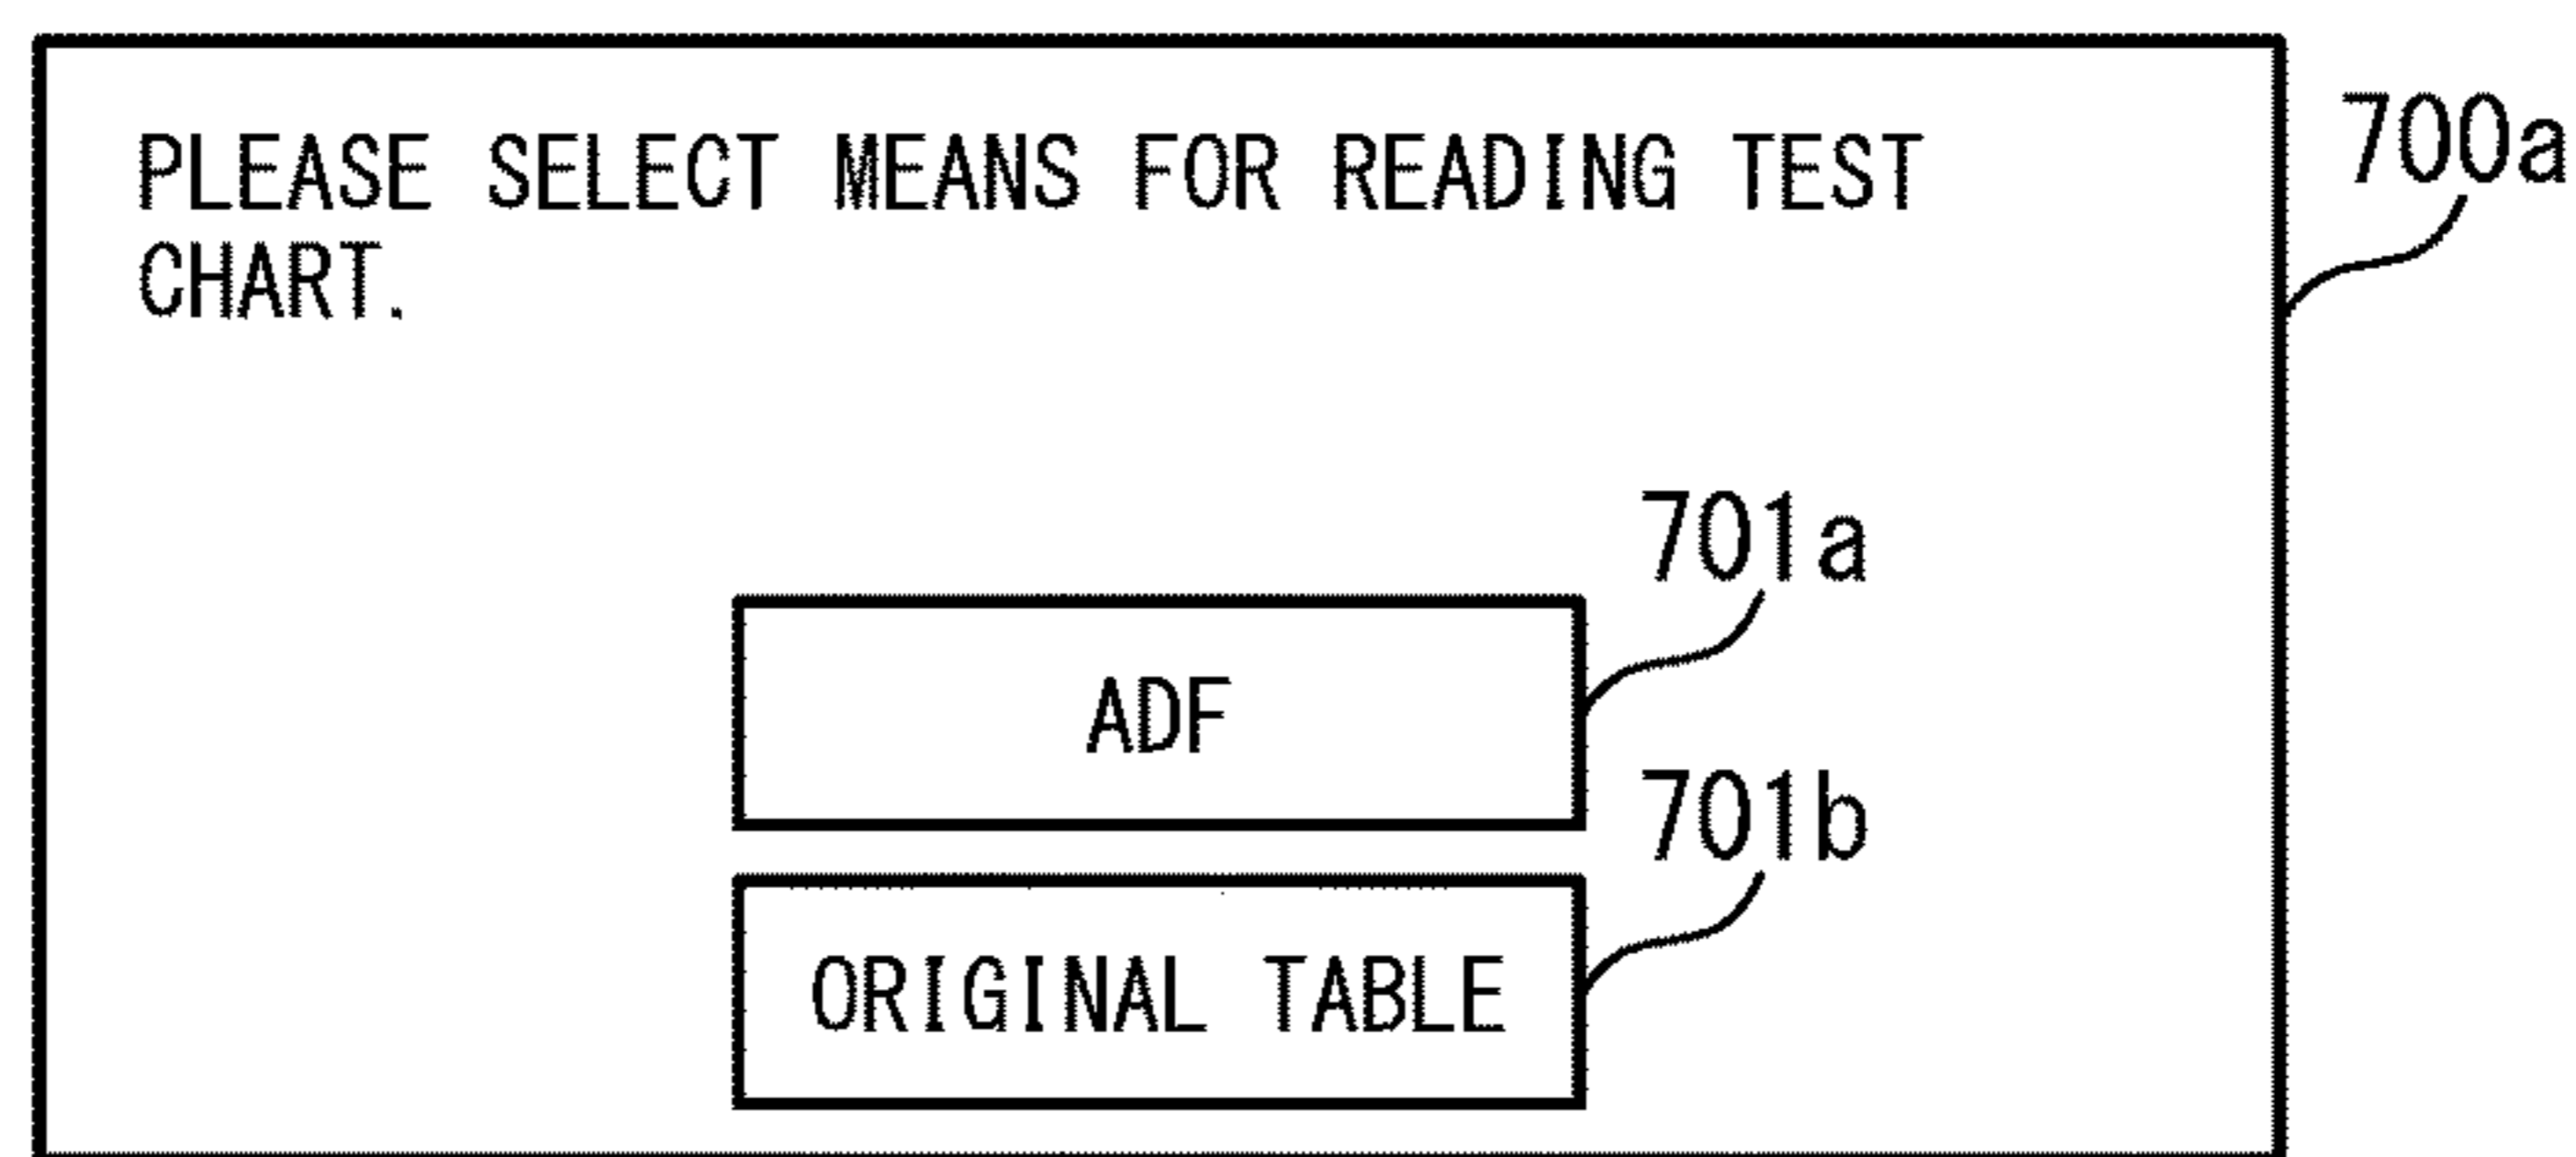 PLEASE SELECT MEANS FOR READING TEST
CHART.
700a
701a
ADF
701b
ORIGINAL TABLE